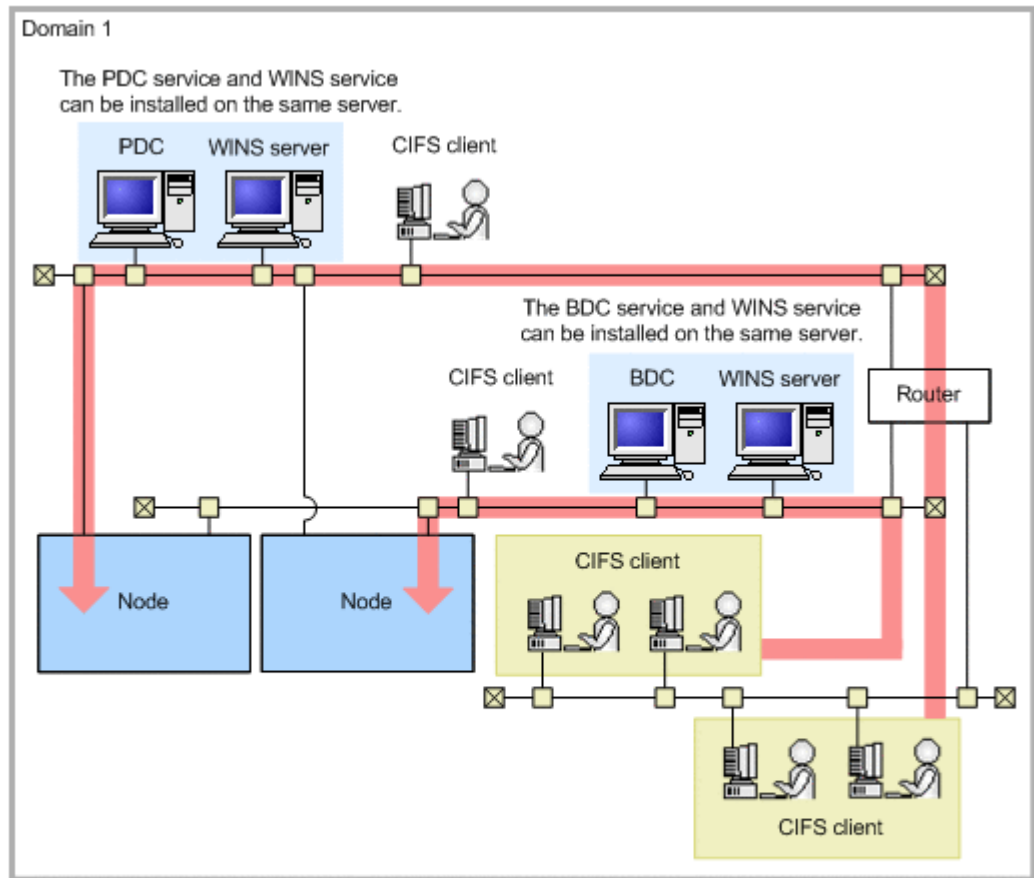 Domain 1
The PDC service and WINS service
can be installed on the same server.
PDC
WINS server
CIFS client
The BDC service and WINS service
can be installed on the same server.
CIFS client
BDC
WINS server
Router
Node
Node
CIFS client
CIFS client